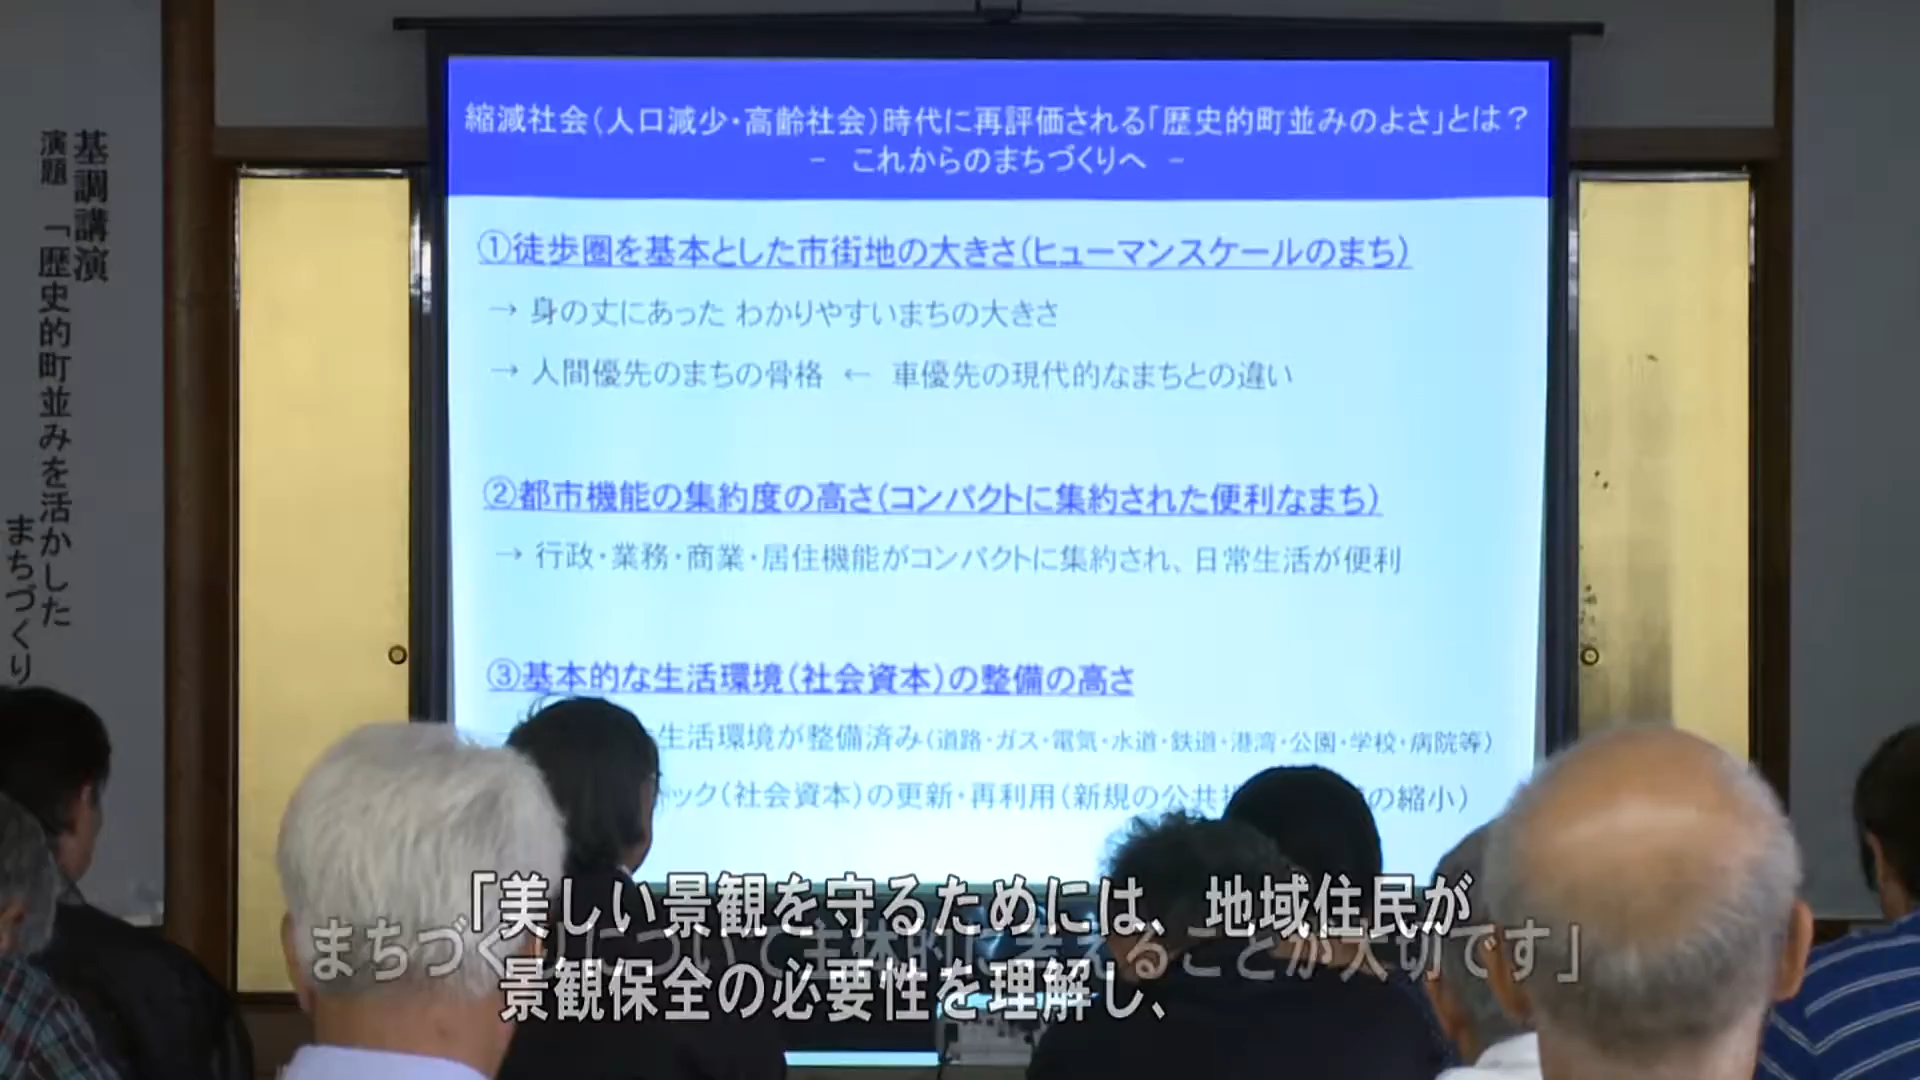 基調講演
演題 「歴史的町並みを活かした
まちづくり
縮減社会(人口減少・高齢社会)時代に再評価される「歴史的町並みのよさ」とは?
- これからのまちづくりへ -
①徒歩圏を基本とした市街地の大きさ(ヒューマンスケールのまち)
→ 身の丈にあった わかりやすいまちの大きさ
→ 人間優先のまちの骨格 ← 車優先の現代的なまちとの違い
②都市機能の集約度の高さ(コンパクトに集約された便利なまち)
→ 行政・業務・商業・居住機能がコンパクトに集約され、日常生活が便利
③基本的な生活環境(社会資本)の整備の高さ
生活環境が整備済み(道路・ガス・電気・水道・鉄道・港湾・公園・学校・病院等)
ック(社会資本)の更新・再利用(新規の公共 の縮小)
「美しい景観を守るためには、地域住民が
景観保全の必要性を理解し、
まちづくりについて主体的に考えることが大切です」